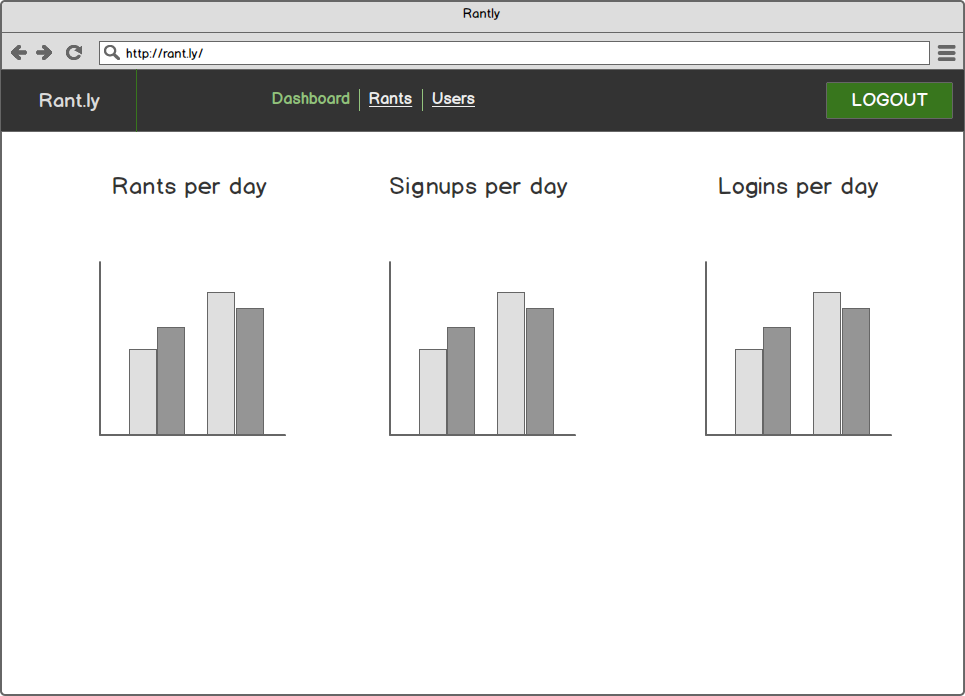 Rantly
http://rant.ly/
Rant.ly Dashboard Rants Users LOGOUT
Rants per day Signups per day Logins per day